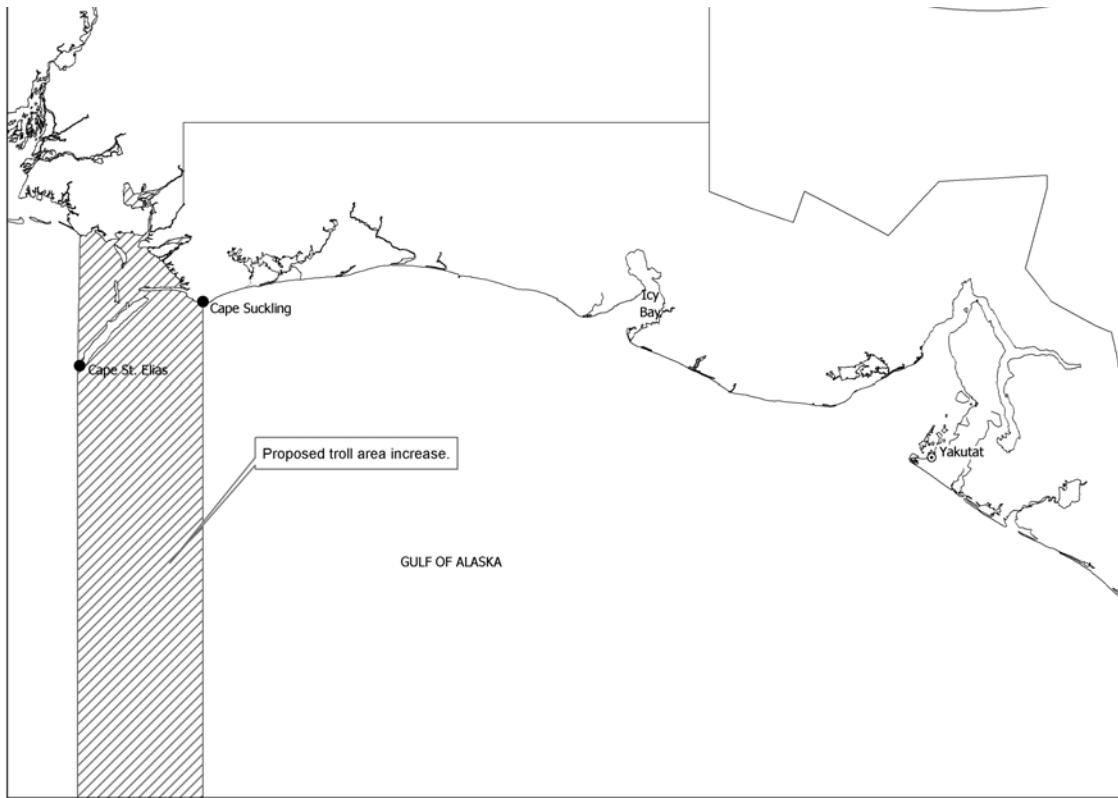 Icy
Bay
Cape Suckling
Cape St. Elias
Proposed troll area increase.
Yakutat
GULF OF ALASKA